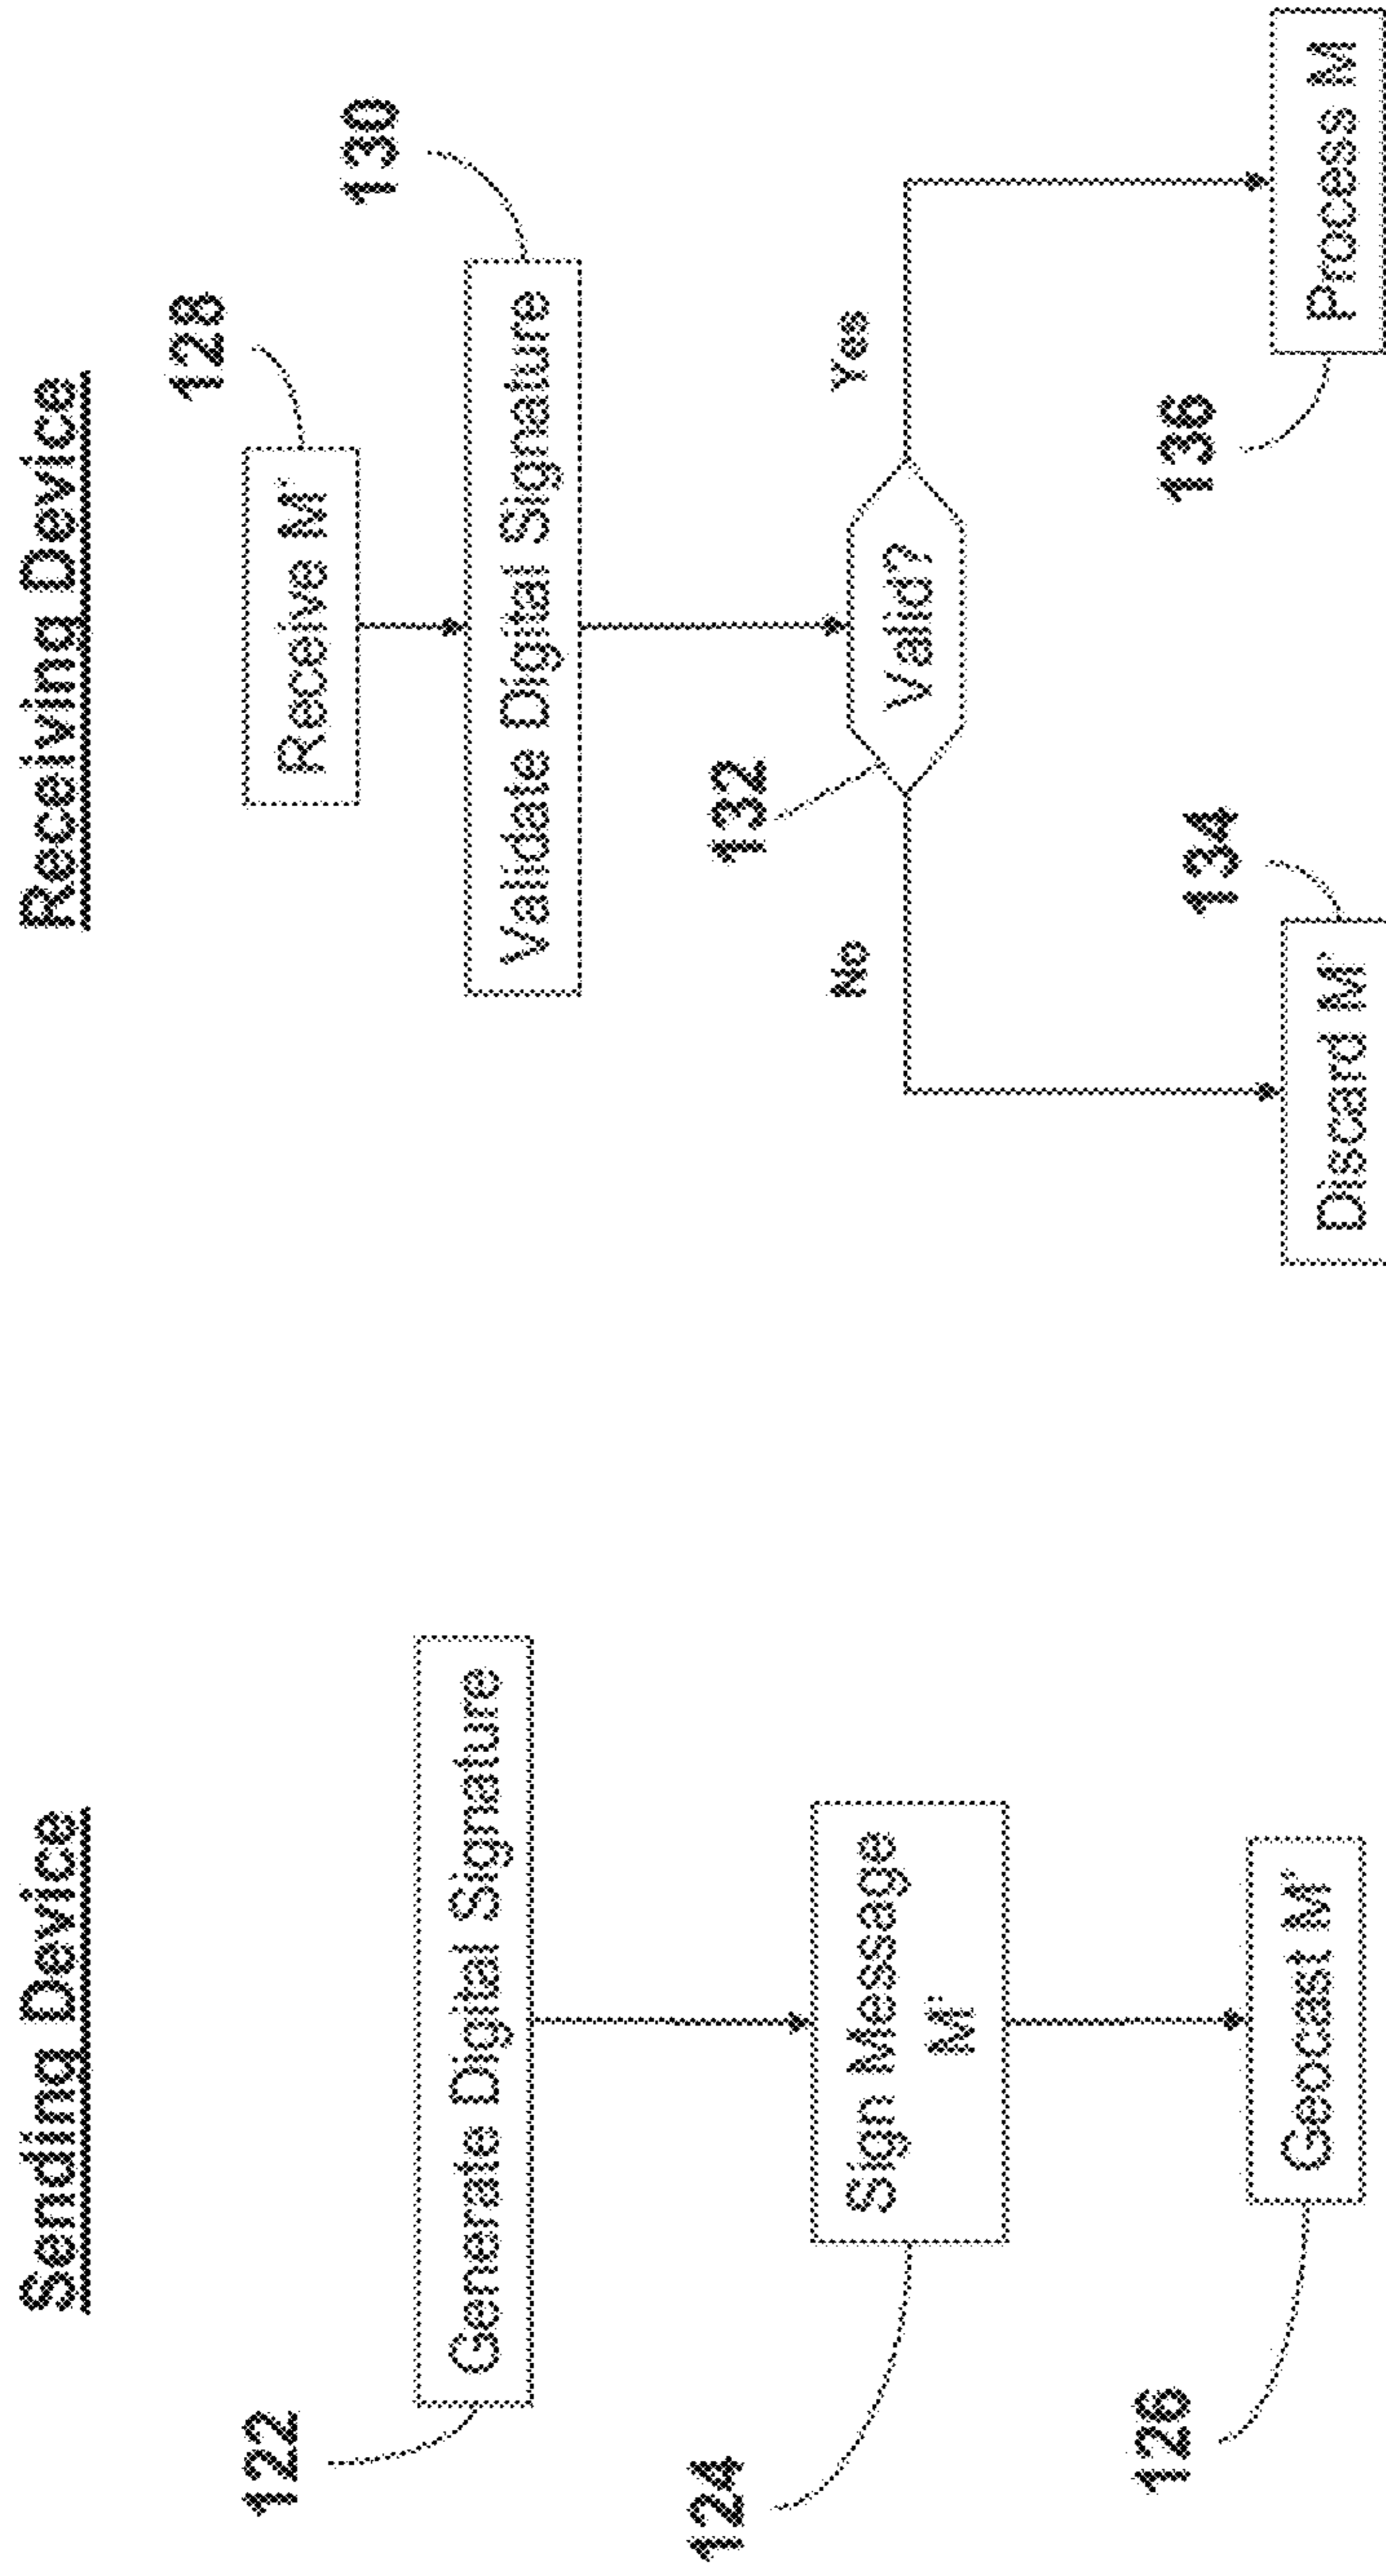 Sending Device
122
Generate Digital Signature
124
Sign Message
M'
126
Geocast M'
Receiving Device
128
Receive M'
130
Validate Digital Signature
132
Valid?
No
Yes
134
Discard M'
136
Process M